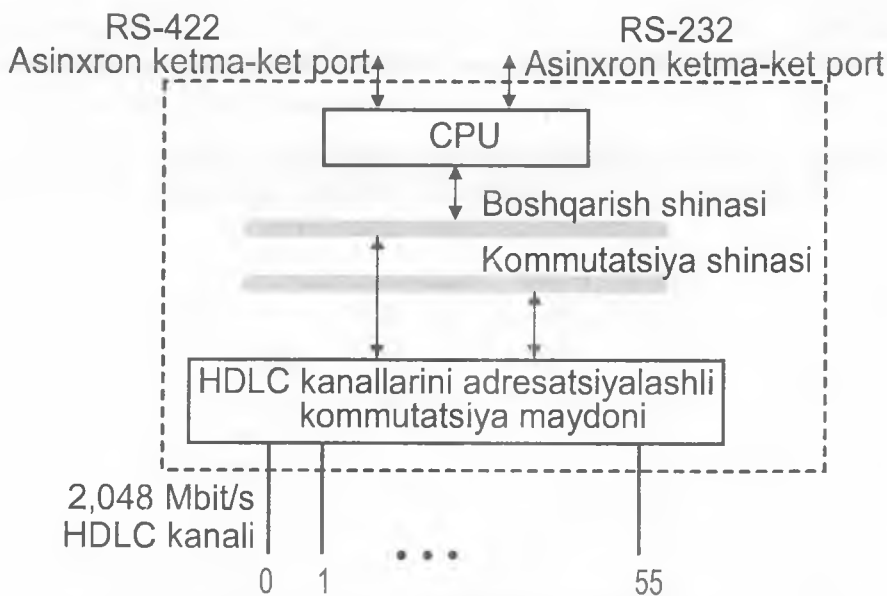 RS-422
Asinxron ketma-ket port
RS-232
Asinxron ketma-ket port
CPU
Boshqarish shinasi
Kommutatsiya shinasi
HDLC kanallarini adresatsiyalashli
kommutatsiya maydoni
2,048 Mbit/s
HDLC kanali
0 1 ••• 55